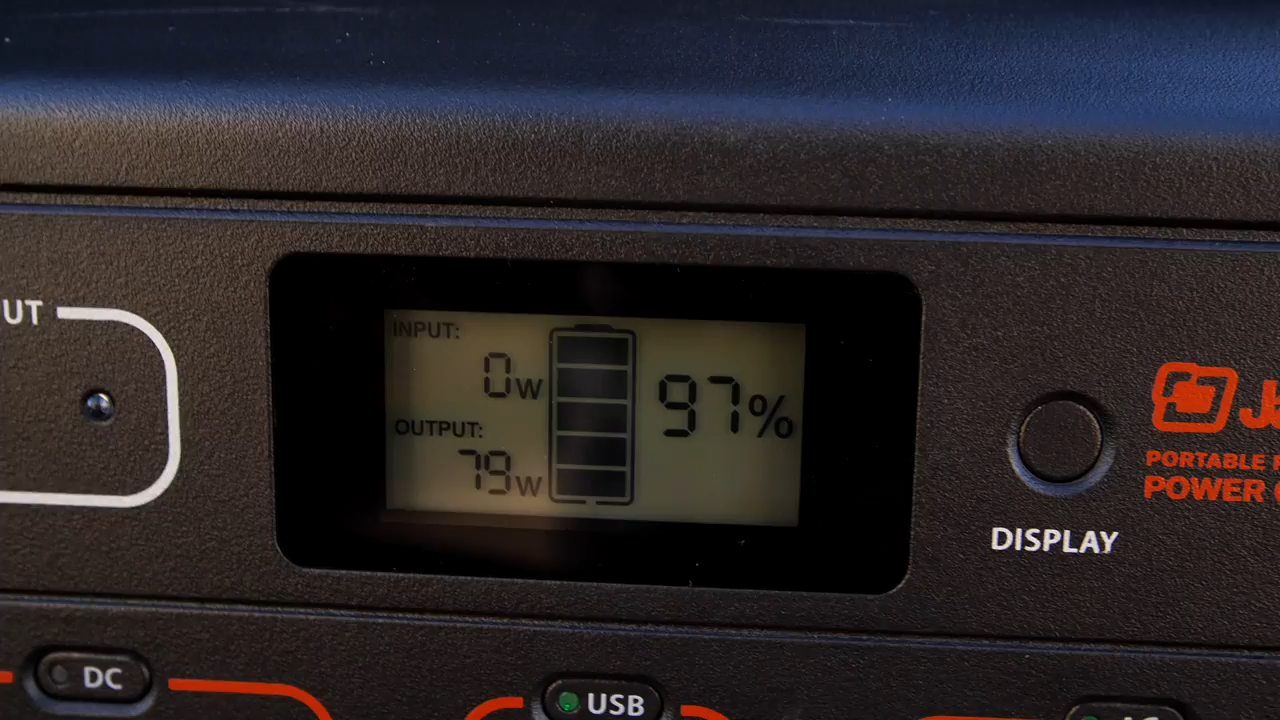 UT
INPUT:
0W
97%
OUTPUT:
79W
DISPLAY
PORTABLE
POWER
DC
USB